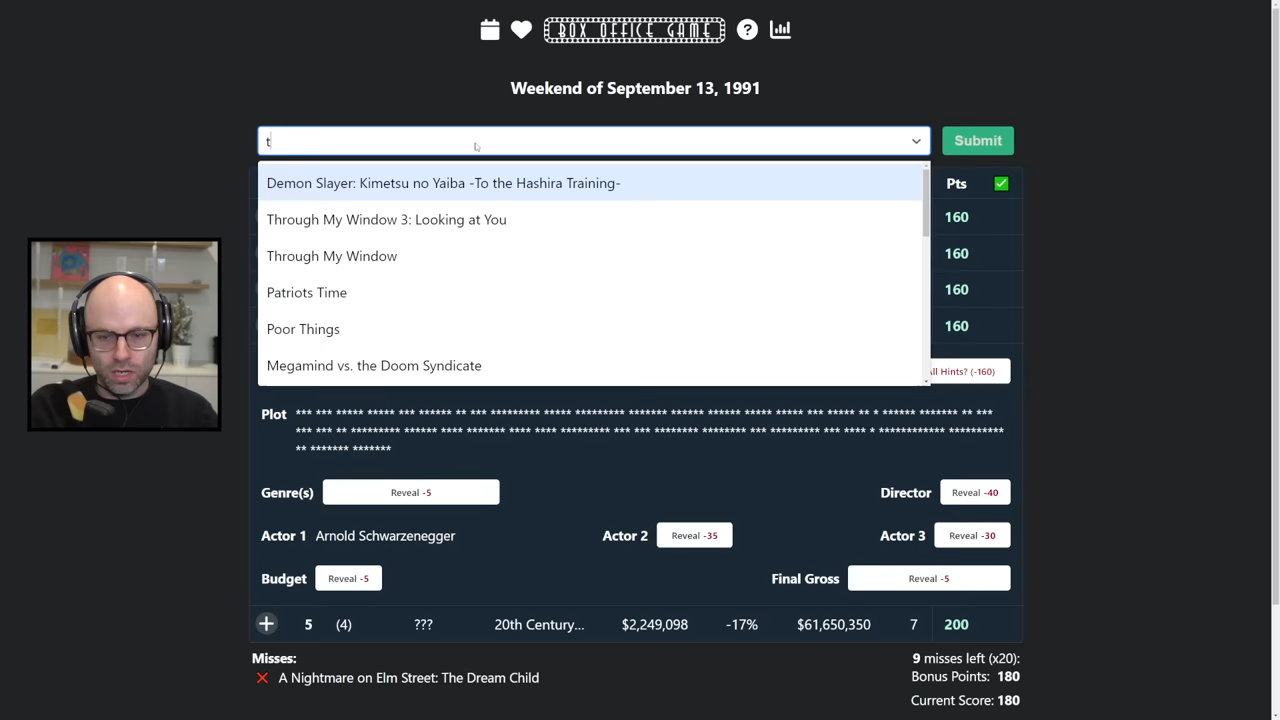 BOX OFFICE GAME
Weekend of September 13, 1991
t
Submit
Demon Slayer: Kimetsu no Yaiba -To the Hashira Training-
Pts
Through My Window 3: Looking at You
160
Through My Window
160
Patriots Time
160
Poor Things
160
Megamind vs. the Doom Syndicate
All Hints? (-160)
Plot *** *** ***** ***** *** ****** ** *** ********* ***** ********* ******* ****** ****** ***** ***** *** ***** ** * ****** ******* ** ***
*** *** ** ********* ****** **** ******* **** **** ********* *** *** ******** *** ********* *** **** * ************ **********
** ******* *******
Genre(s) Reveal -5 Director Reveal -40
Actor 1 Arnold Schwarzenegger Actor 2 Reveal -35 Actor 3 Reveal -30
Budget Reveal -5 Final Gross Reveal -5
5 (4) ??? 20th Century... $2,249,098 -17% $61,650,350 7 200
Misses: 9 misses left (x20):
A Nightmare on Elm Street: The Dream Child Bonus Points: 180
Current Score: 180